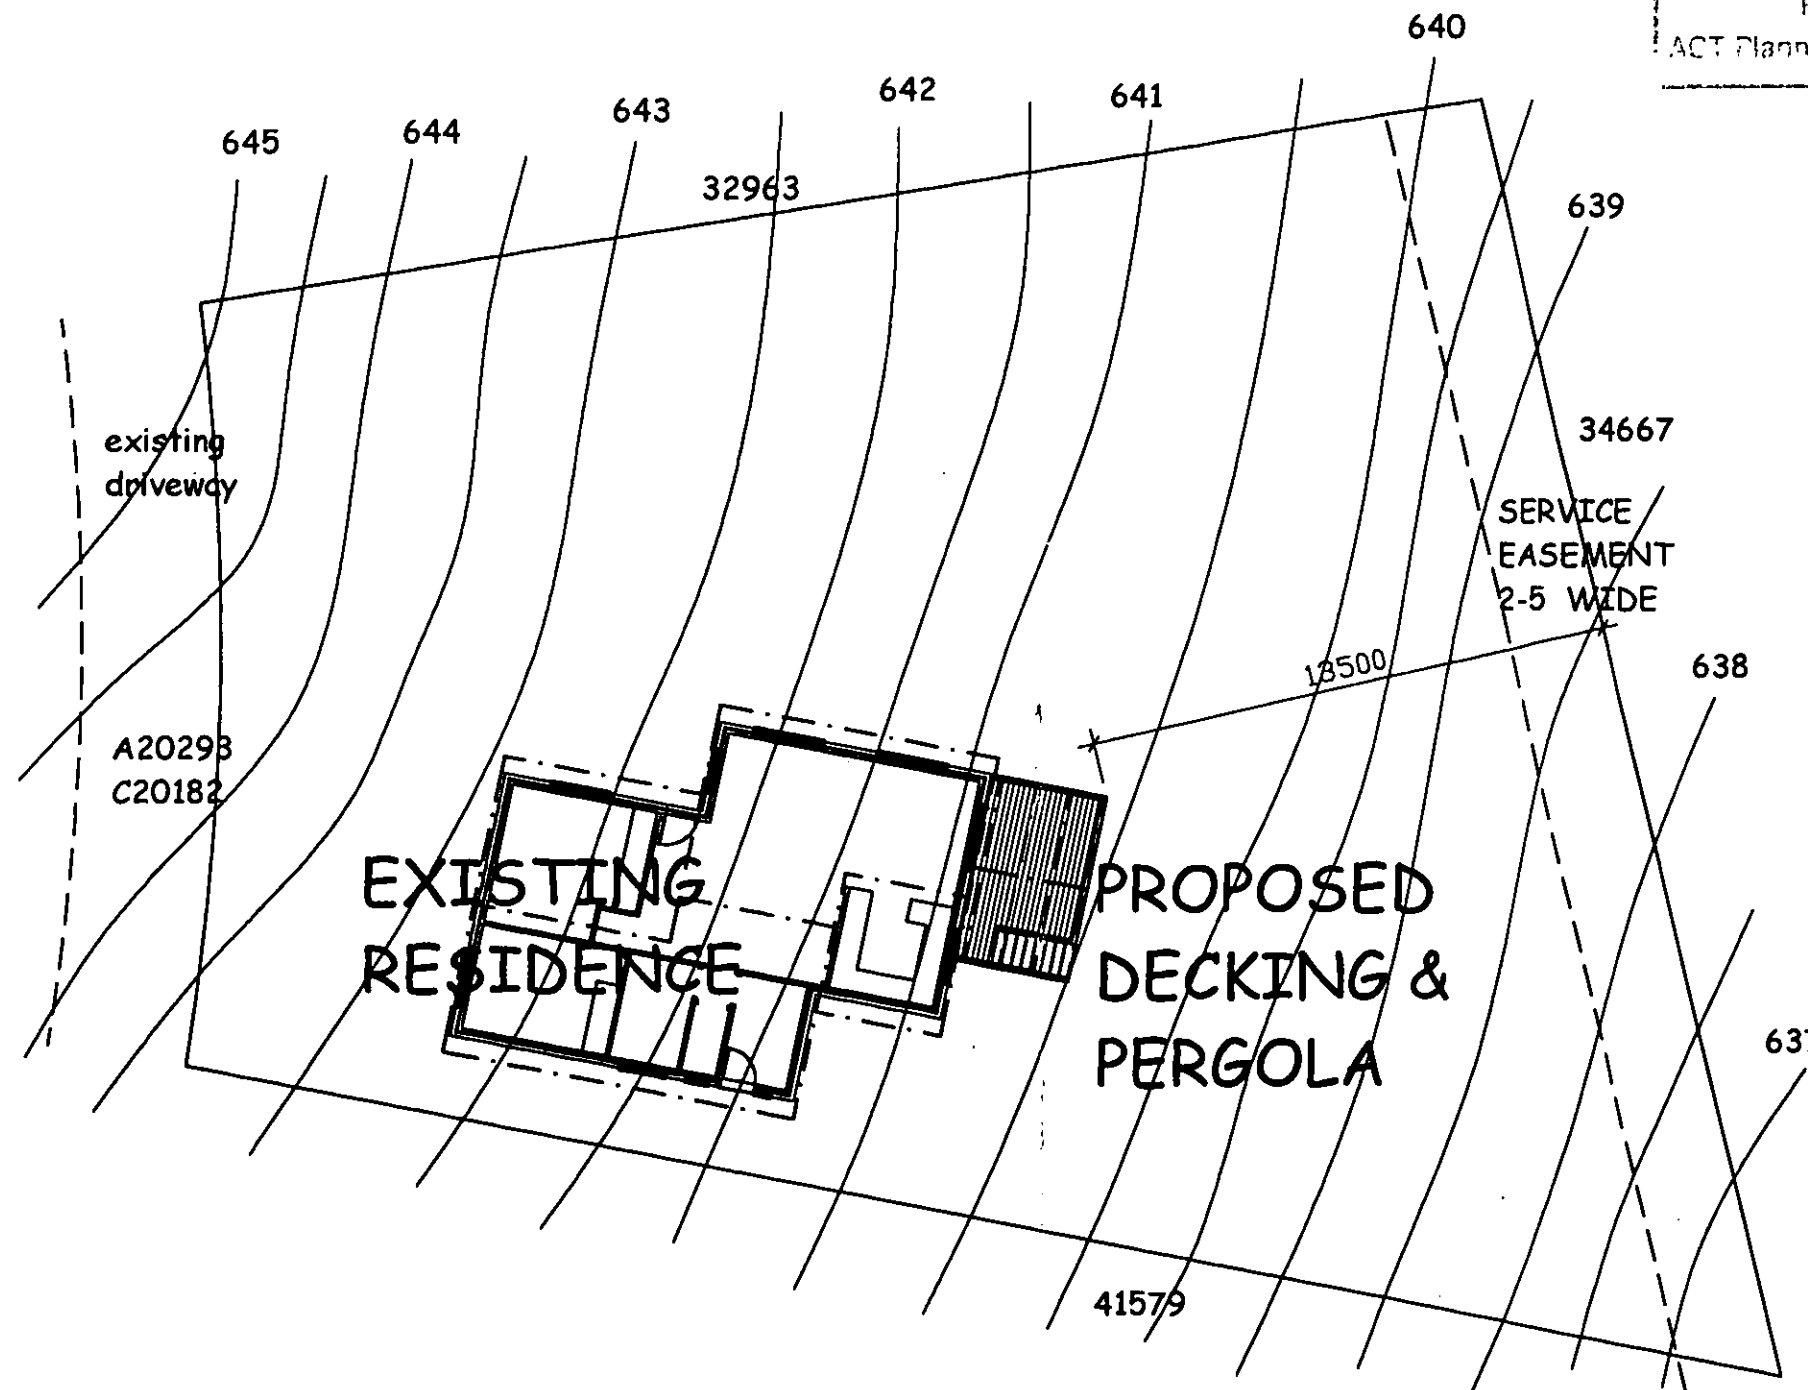 640
ACT Plann
645
644
643
642
641
32963
639
existing
driveway
34667
SERVICE
EASEMENT
2-5 WIDE
13500
638
A20293
C20182
EXISTING
RESIDENCE
PROPOSED
DECKING &
PERGOLA
637
41579